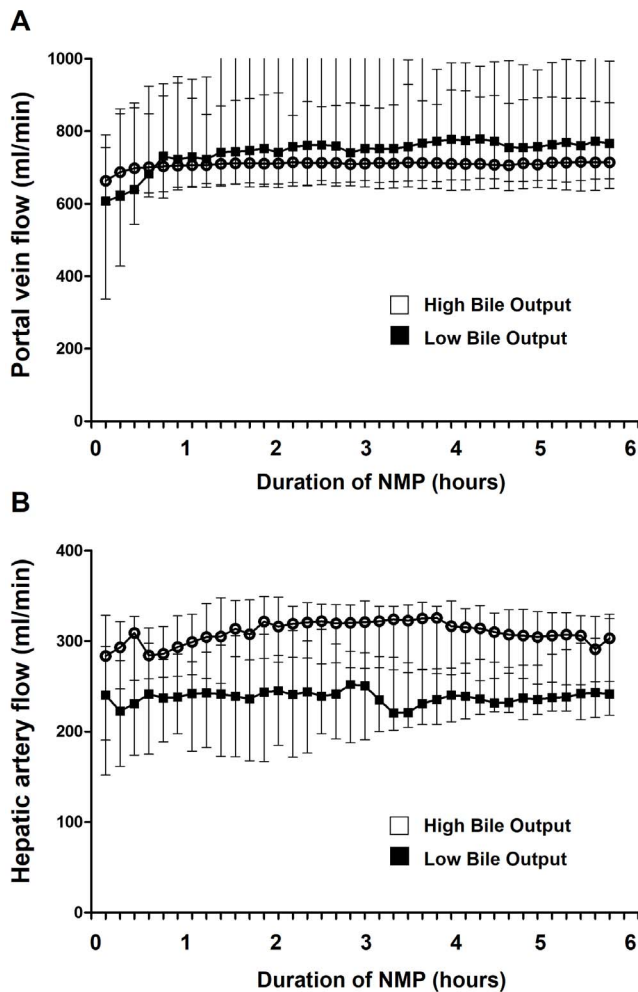 A
Portal vein flow (ml/min)
1000
800
600
400
200
0
High Bile Output
Low Bile Output
0 1 2 3 4 5 6
Duration of NMP (hours)
B
Hepatic artery flow (ml/min)
400
300
200
100
0
High Bile Output
Low Bile Output
0 1 2 3 4 5 6
Duration of NMP (hours)